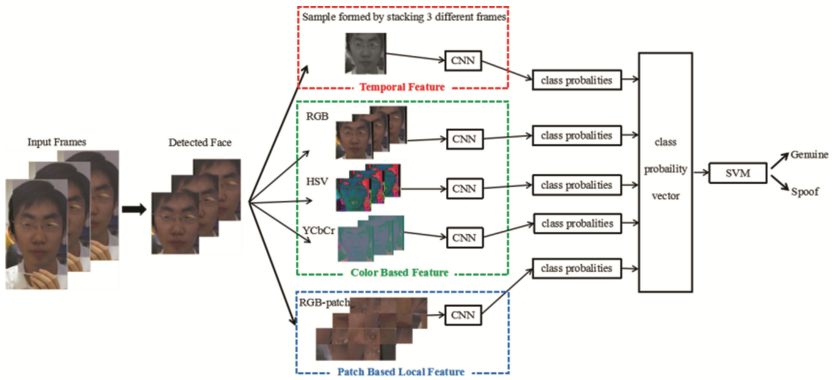 Sample formed by stacking 3 different frames
CNN
Temporal Feature
class probalities
Input Frames
Detected Face
RGB
CNN
class probalities
HSV
CNN
class probalities
YCbCr
CNN
class probalities
Color Based Feature
RGB-patch
CNN
class probalities
Patch Based Local Feature
class
probaility
vector
SVM
Genuine
Spoof